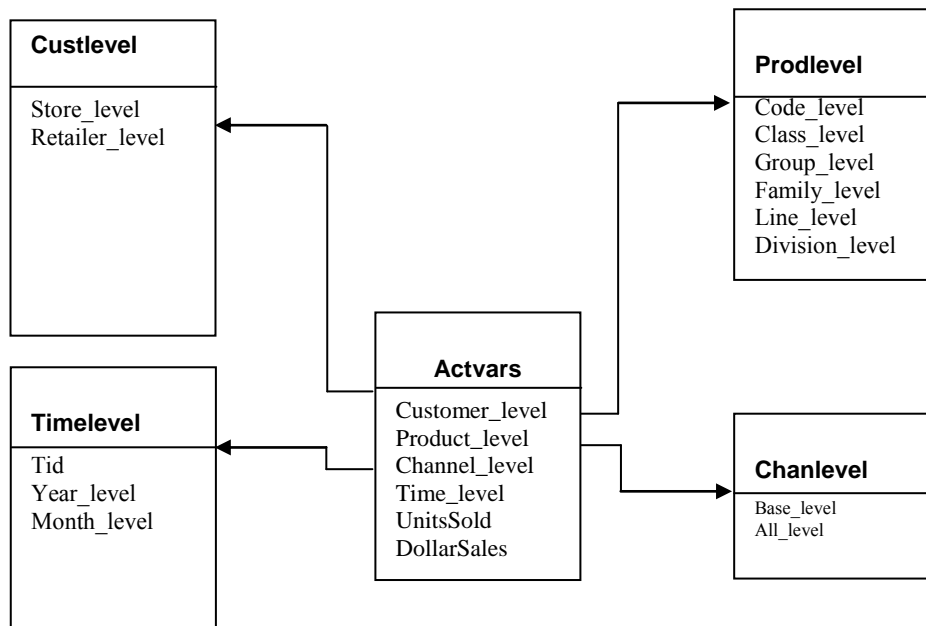 Custlevel
Store_level
Retailer_level
Prodlevel
Code_level
Class_level
Group_level
Family_level
Line_level
Division_level
Actvars
Customer_level
Product_level
Channel_level
Time_level
UnitsSold
DollarSales
Timelevel
Tid
Year_level
Month_level
Chanlevel
Base_level
All_level